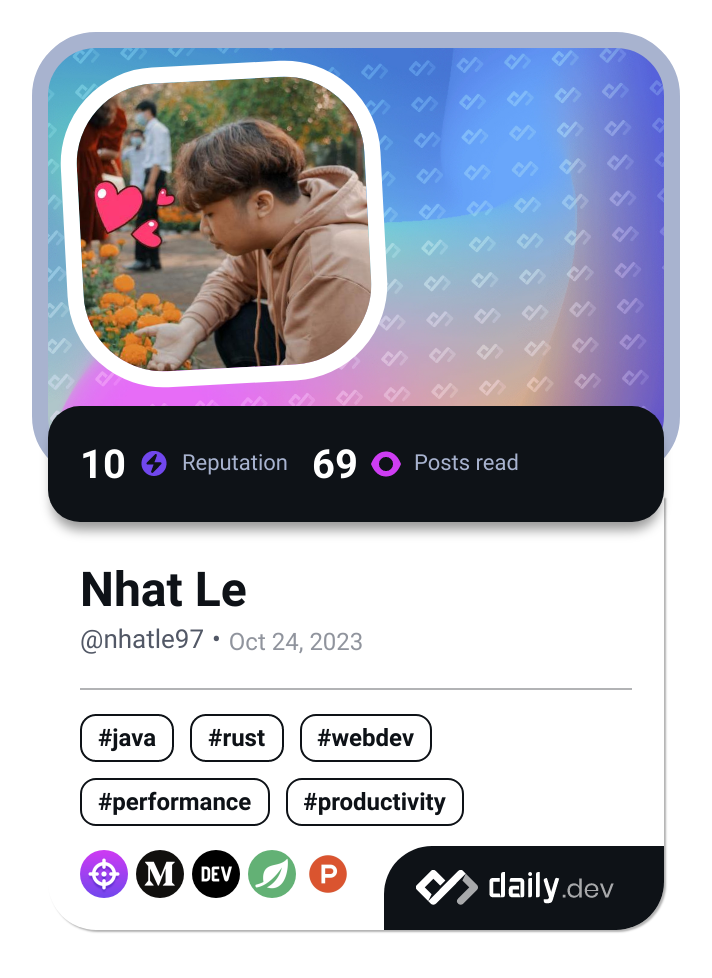 10 Reputation 69 Posts read
Nhat Le
@nhatle97 • Oct 24, 2023
#java #rust #webdev
#performance #productivity
M DEV P
daily.dev